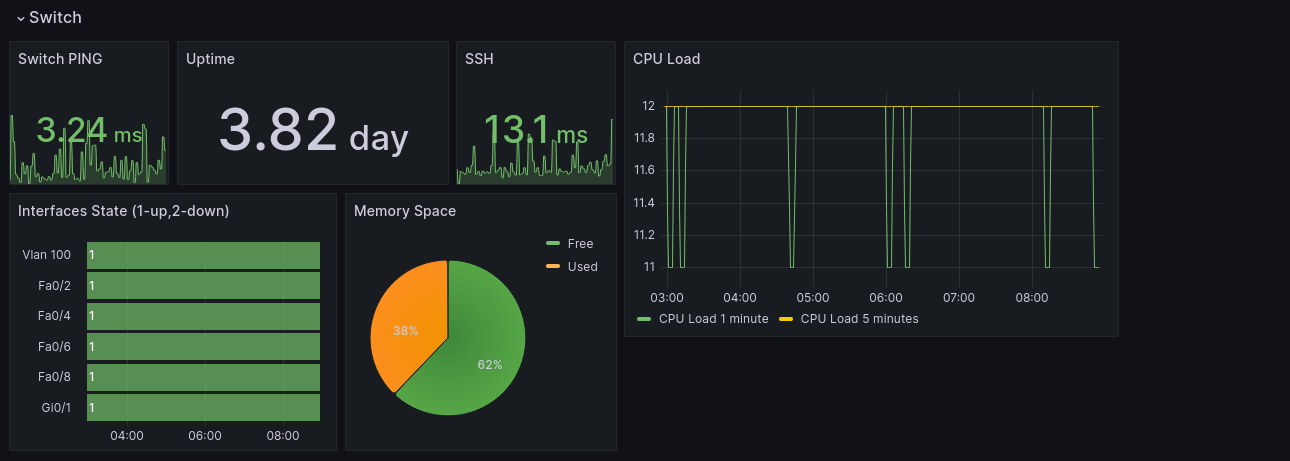 Switch
Switch PING
3.24 ms
Uptime
3.82 day
SSH
13.1 ms
CPU Load
12
11.8
11.6
11.4
11.2
11
03:00 04:00 05:00 06:00 07:00 08:00
CPU Load 1 minute CPU Load 5 minutes
Interfaces State (1-up,2-down)
Vlan 100 1
Fa0/2 1
Fa0/4 1
Fa0/6 1
Fa0/8 1
Gi0/1 1
04:00 06:00 08:00
Memory Space
Free
Used
38%
62%